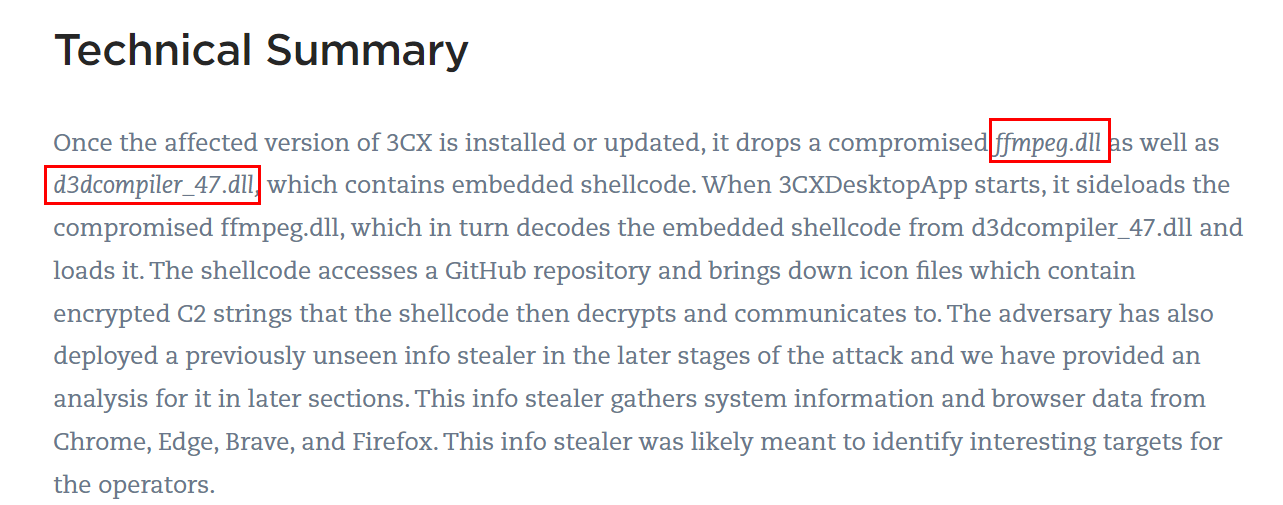 Technical Summary
Once the affected version of 3CX is installed or updated, it drops a compromised ffmpeg.dll as well as
d3dcompiler_47.dll, which contains embedded shellcode. When 3CXDesktopApp starts, it sideloads the
compromised ffmpeg.dll, which in turn decodes the embedded shellcode from d3dcompiler_47.dll and
loads it. The shellcode accesses a GitHub repository and brings down icon files which contain
encrypted C2 strings that the shellcode then decrypts and communicates to. The adversary has also
deployed a previously unseen info stealer in the later stages of the attack and we have provided an
analysis for it in later sections. This info stealer gathers system information and browser data from
Chrome, Edge, Brave, and Firefox. This info stealer was likely meant to identify interesting targets for
the operators.